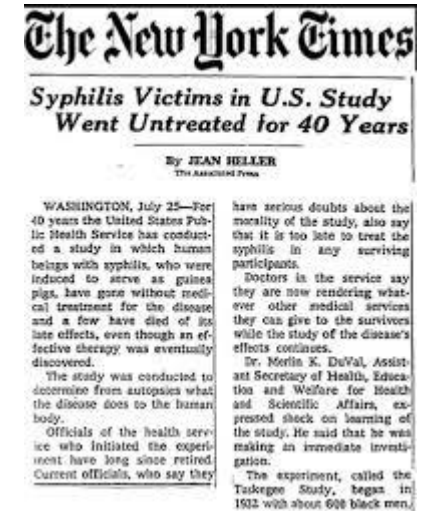 The New York Times
Syphilis Victims in U.S. Study
Went Untreated for 40 Years
By JEAN HELLER
The Associated Press
WASHINGTON, July 25—For
40 years the United States Pub-
lic Health Service has conduct-
ed a study in which human
beings with syphilis, who were
induced to serve as guinea
pigs, have gone without medi-
cal treatment for the disease
and a few have died of its
late effects, even though an ef-
fective therapy was eventually
discovered.
The study was conducted to
determine from autopsies what
the disease does to the human
body.
Officials of the health serv-
ice who initiated the experi-
ment have long since retired.
Current officials, who say they
have serious doubts about the
morality of the study, also say
that it is too late to treat the
syphilis in any surviving
participants.
Doctors in the service say
they are now rendering what-
ever other medical services
they can give to the survivors
while the study of the disease's
effects continues.
Dr. Merlin K. DuVal, Assist-
ant Secretary of Health, Educa-
tion and Welfare for Health
and Scientific Affairs, ex-
pressed shock on learning of
the study. He said that he was
making an immediate investi-
gation.
The experiment, called the
Tuskegee Study, began in
1932 with about 600 black men,